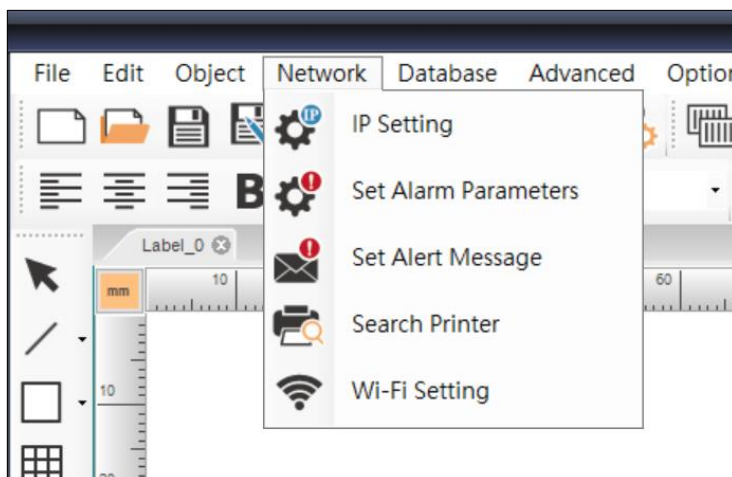 File Edit Object Network Database Advanced
IP Setting
B Set Alarm Parameters
Label_0 Set Alert Message
mm 10 60
Search Printer
10 Wi-Fi Setting